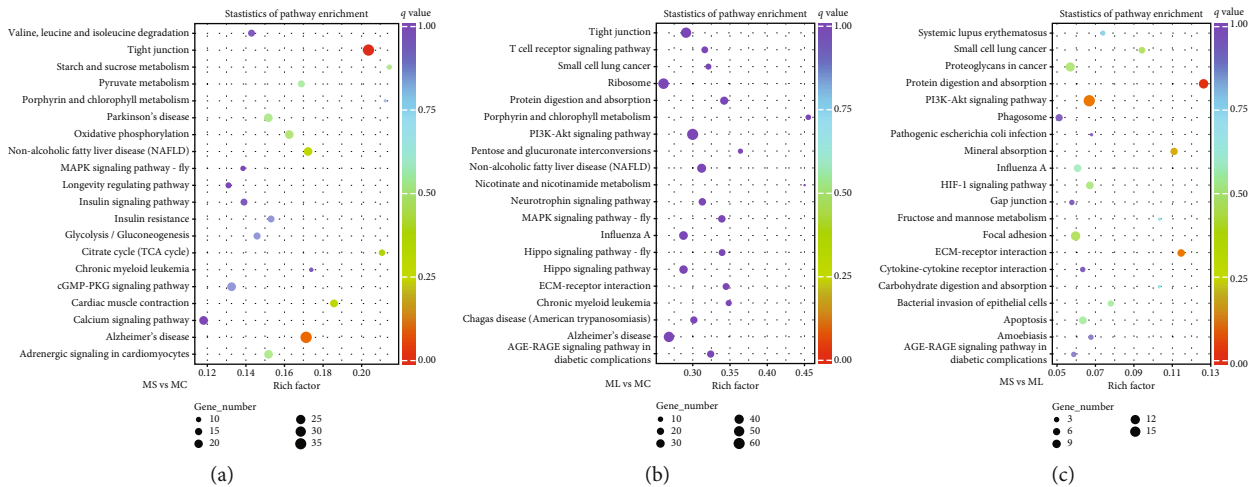 Stastistics of pathway enrichment
q value
Valine, leucine and isoleucine degradation
Tight junction
Starch and sucrose metabolism
Pyruvate metabolism
Porphyrin and chlorophyll metabolism
Parkinson's disease
Oxidative phosphorylation
Non-alcoholic fatty liver disease (NAFLD)
MAPK signaling pathway - fly
Longevity regulating pathway
Insulin signaling pathway
Insulin resistance
Glycolysis / Gluconeogenesis
Citrate cycle (TCA cycle)
Chronic myeloid leukemia
cGMP-PKG signaling pathway
Cardiac muscle contraction
Calcium signaling pathway
Alzheimer's disease
Adrenergic signaling in cardiomyocytes
1.00
0.75
0.50
0.25
0.00
0.12 0.14 0.16 0.18 0.20
MS vs MC
Rich factor
Gene_number
10 25
15 30
20 35
(a)
Stastistics of pathway enrichment
q value
Tight junction
T cell receptor signaling pathway
Small cell lung cancer
Ribosome
Protein digestion and absorption
Porphyrin and chlorophyll metabolism
PI3K-Akt signaling pathway
Pentose and glucuronate interconversions
Non-alcoholic fatty liver disease (NAFLD)
Nicotinate and nicotinamide metabolism
Neurotrophin signaling pathway
MAPK signaling pathway - fly
Influenza A
Hippo signaling pathway - fly
Hippo signaling pathway
ECM-receptor interaction
Chronic myeloid leukemia
Chagas disease (American trypanosomiasis)
Alzheimer's disease
AGE-RAGE signaling pathway in
diabetic complications
1.00
0.75
0.50
0.25
0.00
0.30 0.35 0.40 0.45
ML vs MC
Rich factor
Gene_number
10 40
20 50
30 60
(b)
Stastistics of pathway enrichment
q value
Systemic lupus erythematosus
Small cell lung cancer
Proteoglycans in cancer
Protein digestion and absorption
PI3K-Akt signaling pathway
Phagosome
Pathogenic escherichia coli infection
Mineral absorption
Influenza A
HIF-1 signaling pathway
Gap junction
Fructose and mannose metabolism
Focal adhesion
ECM-receptor interaction
Cytokine-cytokine receptor interaction
Carbohydrate digestion and absorption
Bacterial invasion of epithelial cells
Apoptosis
Amoebiasis
AGE-RAGE signaling pathway in
diabetic complications
1.00
0.75
0.50
0.25
0.00
0.05 0.07 0.09 0.11 0.13
MS vs ML
Rich factor
Gene_number
3 12
6 15
9
(c)